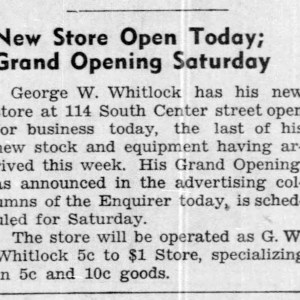 New Store Open Today;
Grand Opening Saturday
George W. Whitlock has his new
store at 114 South Center street open
for business today, the last of his
new stock and equipment having ar-
rived this week. His Grand Opening,
as announced in the advertising col-
umns of the Enquirer today, is sched-
uled for Saturday.
The store will be operated as G. W.
Whitlock 5c to $1 Store, specializing
in 5c and 10c goods.